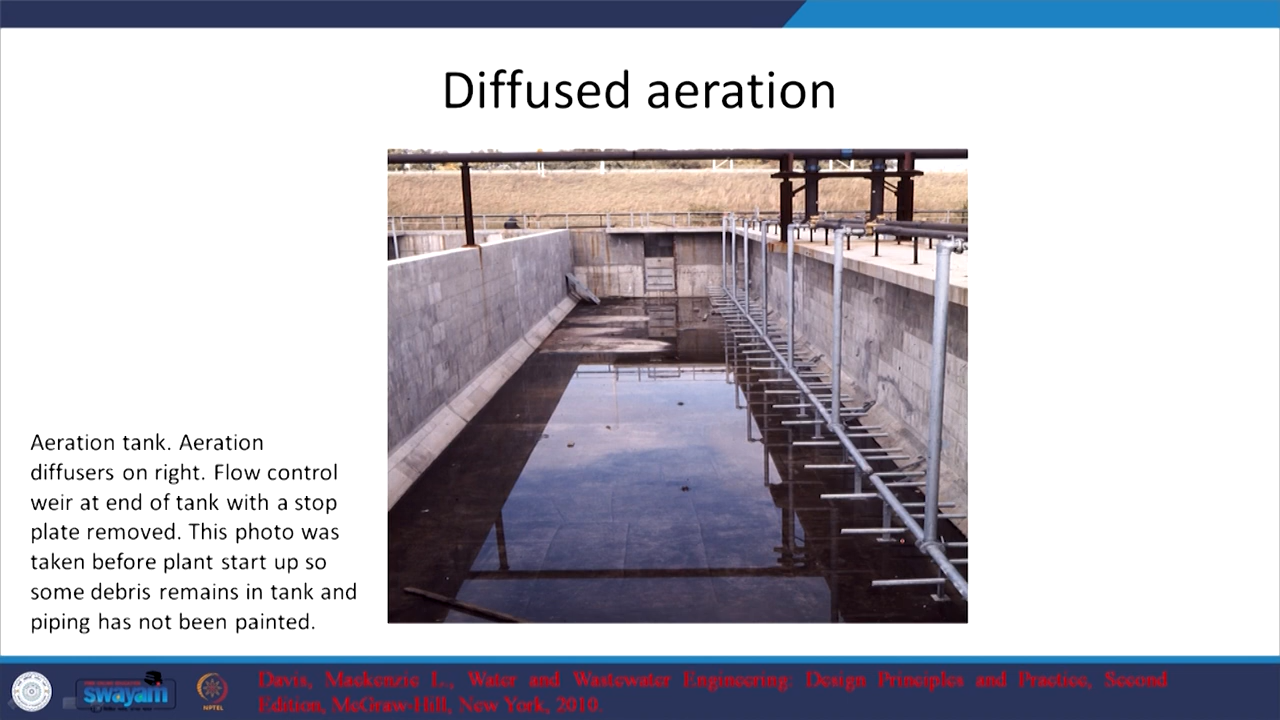 Diffused aeration
Aeration tank. Aeration
diffusers on right. Flow control
weir at end of tank with a stop
plate removed. This photo was
taken before plant start up so
some debris remains in tank and
piping has not been painted.
swayam
NPTEL
Davis, Mackenzie L., Water and Wastewater Engineering: Design Principles and Practice, Second
Edition, McGraw-Hill, New York, 2010.